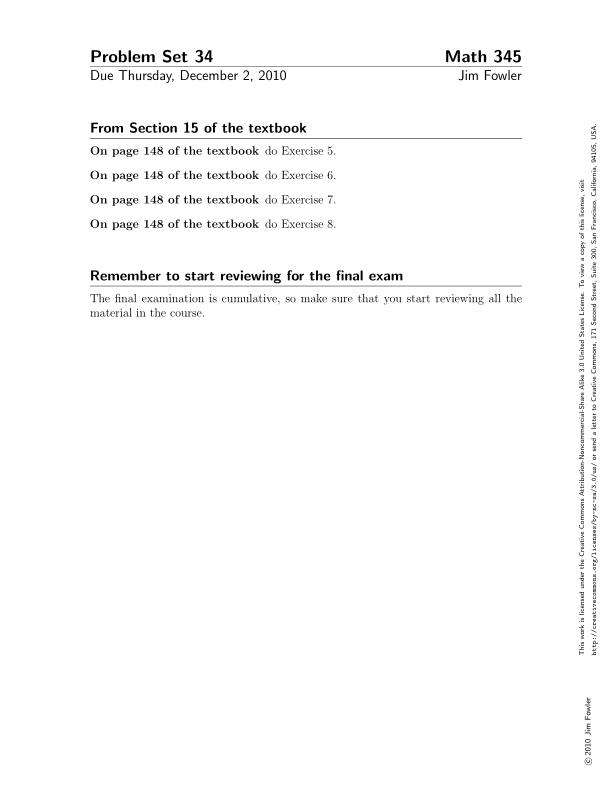 Problem Set 34
Math 345
Due Thursday, December 2, 2010
Jim Fowler
From Section 15 of the textbook
On page 148 of the textbook do Exercise 5.
On page 148 of the textbook do Exercise 6.
On page 148 of the textbook do Exercise 7.
On page 148 of the textbook do Exercise 8.
Remember to start reviewing for the final exam
The final examination is cumulative, so make sure that you start reviewing all the
material in the course.
This work is licensed under the Creative Commons Attribution-Noncommercial-Share Alike 3.0 United States License. To view a copy of this license, visit
http://creativecommons.org/licenses/by-nc-sa/3.0/us/ or send a letter to Creative Commons, 171 Second Street, Suite 300, San Francisco, California, 94105, USA.
© 2010 Jim Fowler